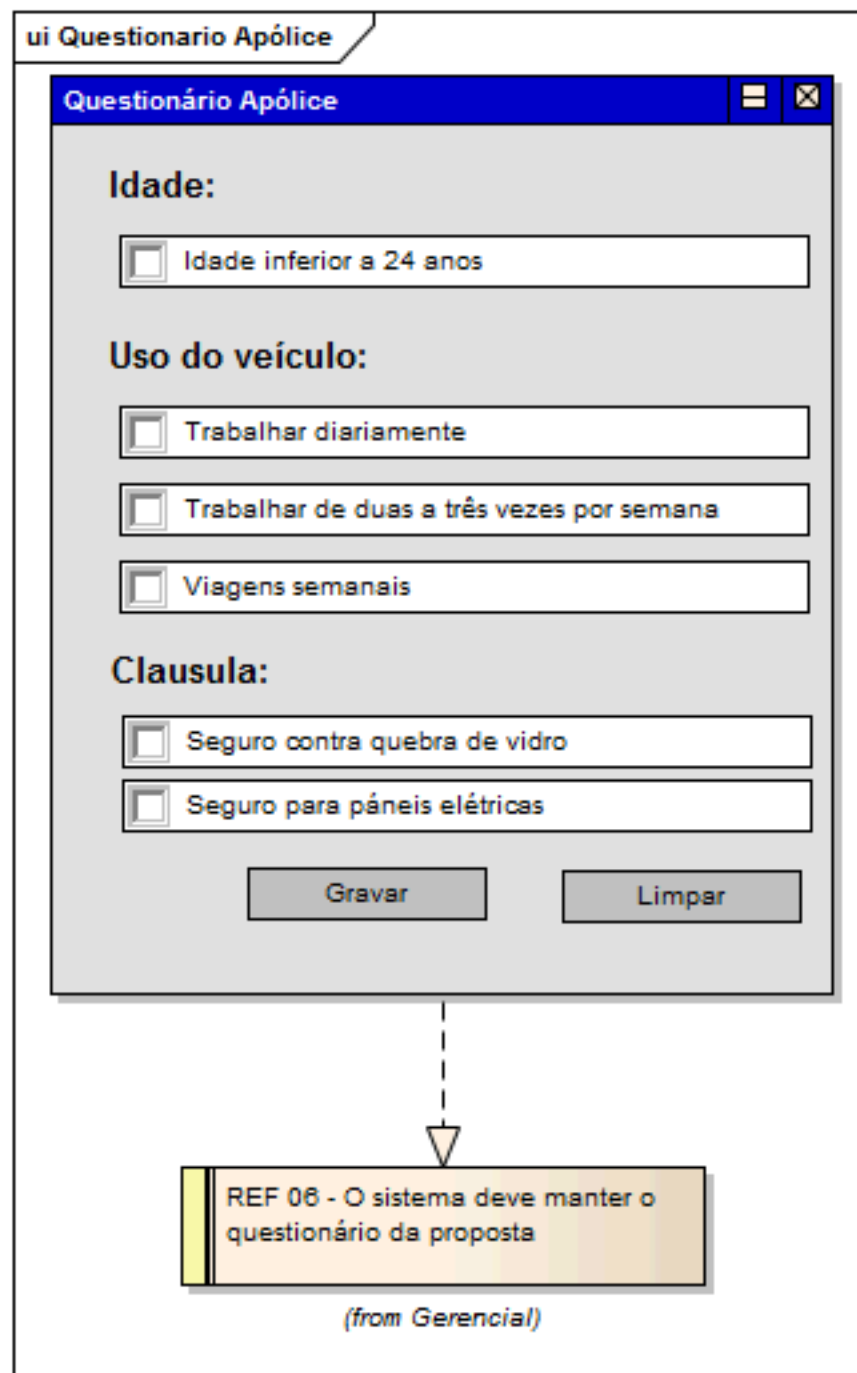 ui Questionario Apólice
Questionário Apólice
Idade:
Idade inferior a 24 anos
Uso do veículo:
Trabalhar diariamente
Trabalhar de duas a três vezes por semana
Viagens semanais
Clausula:
Seguro contra quebra de vidro
Seguro para páneis elétricas
Gravar
Limpar
REF 06 - O sistema deve manter o
questionário da proposta
(from Gerencial)